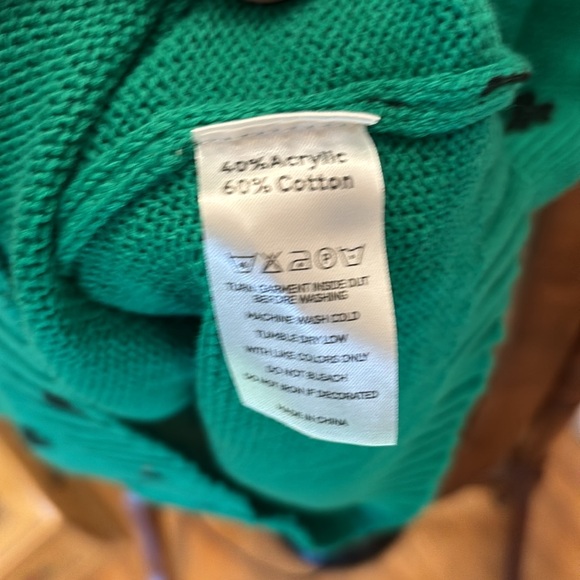 40% Acrylic
60% Cotton
TURN GARMENT INSIDE OUT
BEFORE WASHING
MACHINE WASH COLD
TUMBLE DRY LOW
WITH LIKE COLORS ONLY
DO NOT BLEACH
DO NOT IRON IF DECORATED
MADE IN CHINA